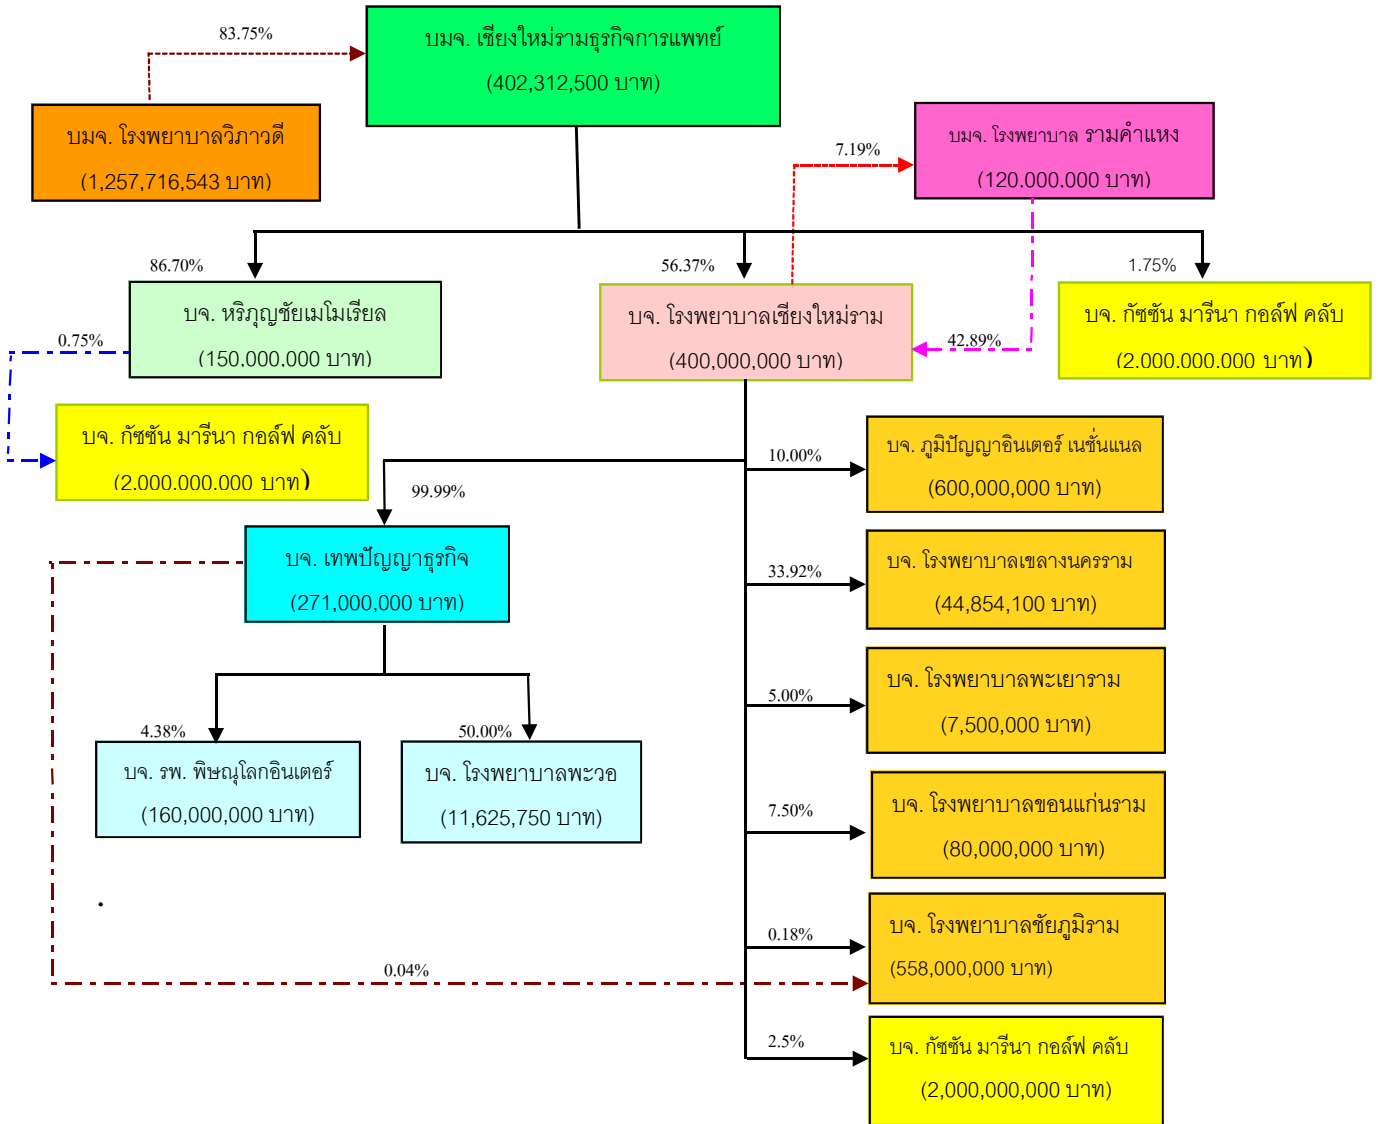 83.75%
บมจ. เชียงใหม่รามธุรกิจการแพทย์
(402,312,500 บาท)
บมจ. โรงพยาบาลวิภาวดี
(1,257,716,543 บาท)
7.19%
บมจ. โรงพยาบาล รามคำแหง
(120,000,000 บาท)
86.70%
56.37%
1.75%
บจ. หริภุญชัยเมโมเรียล
(150,000,000 บาท)
บจ. โรงพยาบาลเชียงใหม่ราม
(400,000,000 บาท)
บจ. กัซซัน มารีนา กอล์ฟ คลับ
(2,000,000,000 บาท)
0.75%
42.89%
บจ. กัซซัน มารีนา กอล์ฟ คลับ
(2,000,000,000 บาท)
99.99%
10.00%
บจ. ภูมิปัญญาอินเตอร์ เนชั่นแนล
(600,000,000 บาท)
บจ. เทพปัญญาธุรกิจ
(271,000,000 บาท)
33.92%
บจ. โรงพยาบาลเขลางนครราม
(44,854,100 บาท)
5.00%
บจ. โรงพยาบาลพะเยาราม
(7,500,000 บาท)
4.38%
50.00%
บจ. รพ. พิษณุโลกอินเตอร์
(160,000,000 บาท)
บจ. โรงพยาบาลพะวอ
(11,625,750 บาท)
7.50%
บจ. โรงพยาบาลขอนแก่นราม
(80,000,000 บาท)
.
0.18%
บจ. โรงพยาบาลชัยภูมิราม
(558,000,000 บาท)
0.04%
2.5%
บจ. กัซซัน มารีนา กอล์ฟ คลับ
(2,000,000,000 บาท)